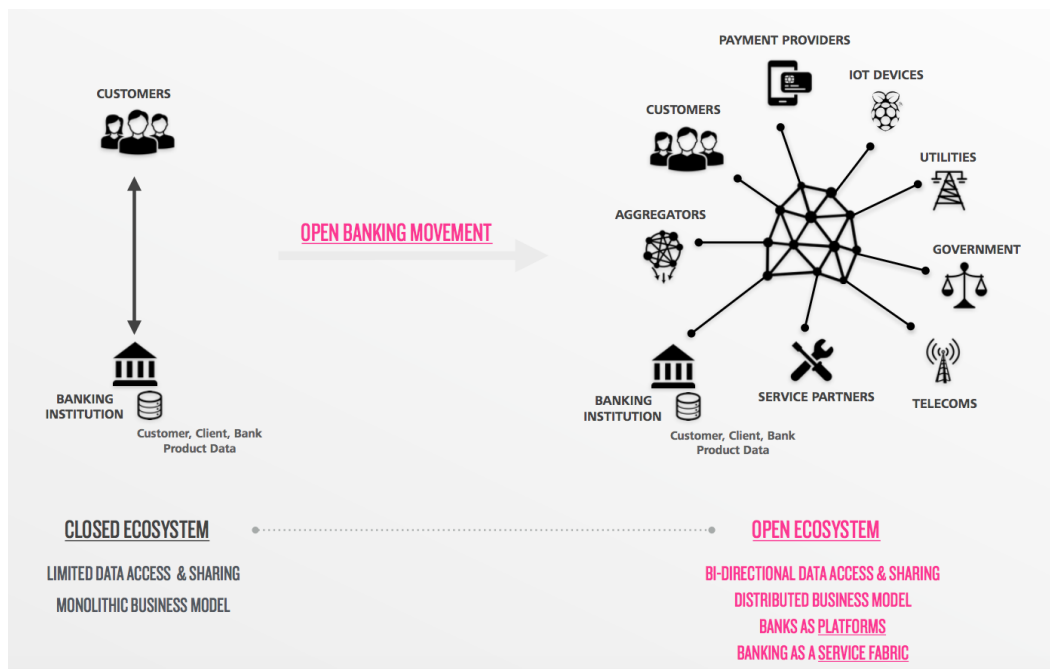 PAYMENT PROVIDERS
IOT DEVICES
CUSTOMERS
CUSTOMERS
UTILITIES
AGGREGATORS
OPEN BANKING MOVEMENT
GOVERNMENT
BANKING
INSTITUTION
Customer, Client, Bank
Product Data
BANKING
INSTITUTION
Customer, Client, Bank
Product Data
SERVICE PARTNERS
TELECOMS
CLOSED ECOSYSTEM
LIMITED DATA ACCESS & SHARING
MONOLITHIC BUSINESS MODEL
OPEN ECOSYSTEM
BI-DIRECTIONAL DATA ACCESS & SHARING
DISTRIBUTED BUSINESS MODEL
BANKS AS PLATFORMS
BANKING AS A SERVICE FABRIC